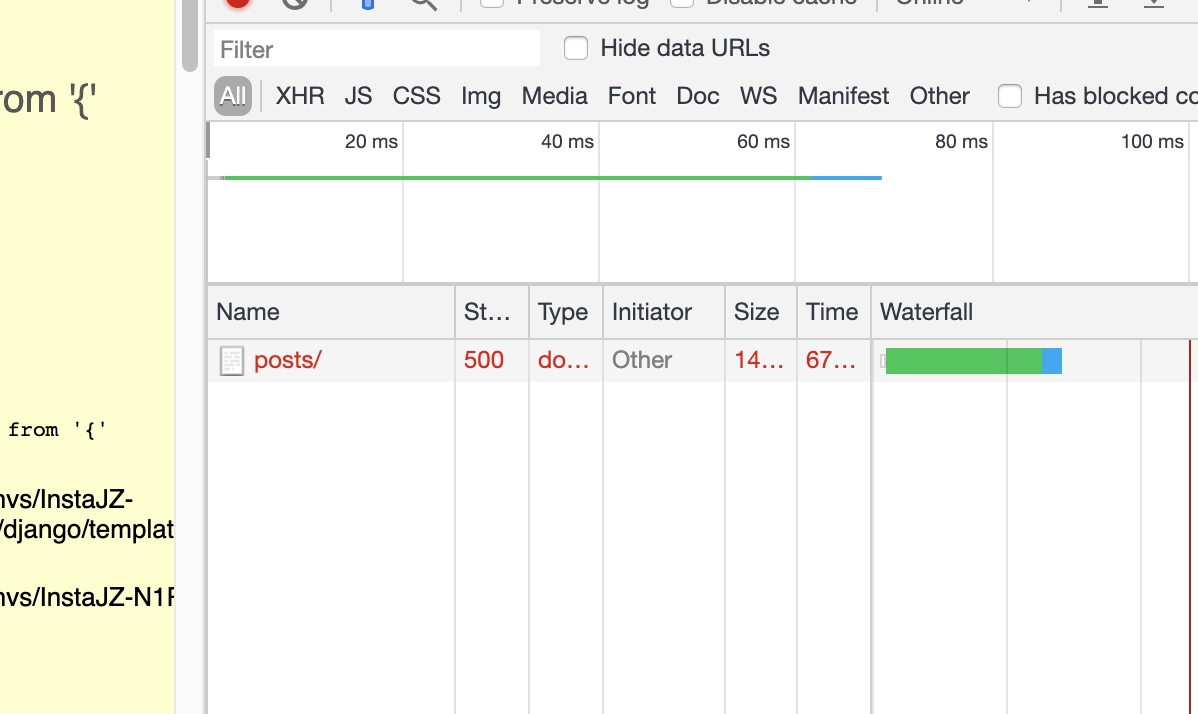 Preserve log Disable cache Online
Filter Hide data URLs
All XHR JS CSS Img Media Font Doc WS Manifest Other Has blocked co
20 ms 40 ms 60 ms 80 ms 100 ms
Name St... Type Initiator Size Time Waterfall
posts/ 500 do... Other 14... 67...
rom '{'
from '{'
nvs/InstaJZ-
/django/templat
nvs/InstaJZ-N1